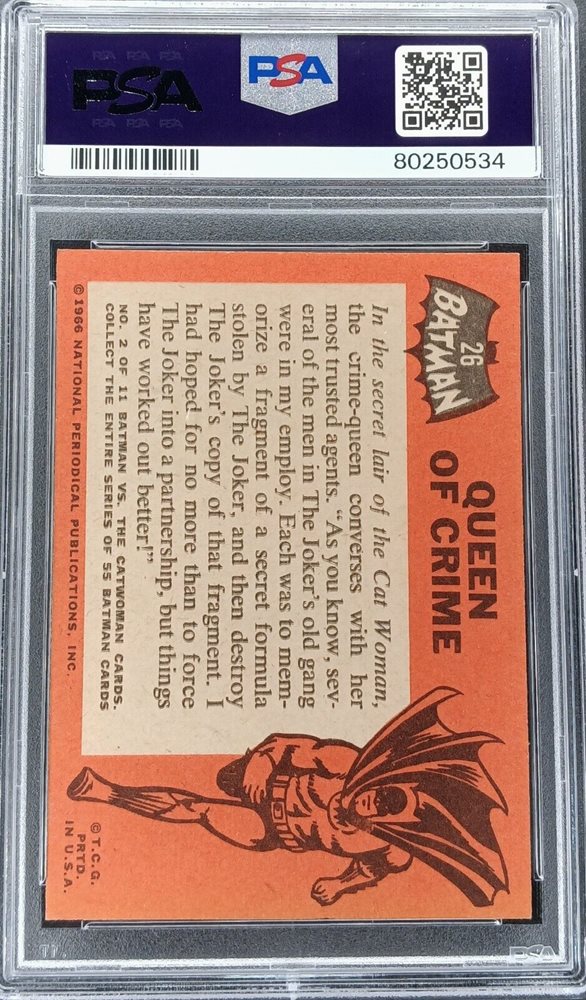 PSA
PSA
80250534
26
BATMAN
QUEEN
OF CRIME
In the secret lair of the Cat Woman,
the crime-queen converses with her
most trusted agents. “As you know, sev-
eral of the men in The Joker's old gang
were in my employ. Each was to mem-
orize a fragment of a secret formula
stolen by The Joker, and then destroy
The Joker's copy of that fragment. I
had hoped for no more than to force
The Joker into a partnership, but things
have worked out better!”
NO. 2 OF 11 BATMAN VS. THE CATWOMAN CARDS.
COLLECT THE ENTIRE SERIES OF 55 BATMAN CARDS
© 1966 NATIONAL PERIODICAL PUBLICATIONS, INC.
© T.C.G.
PRTD.
IN U.S.A.
PSA